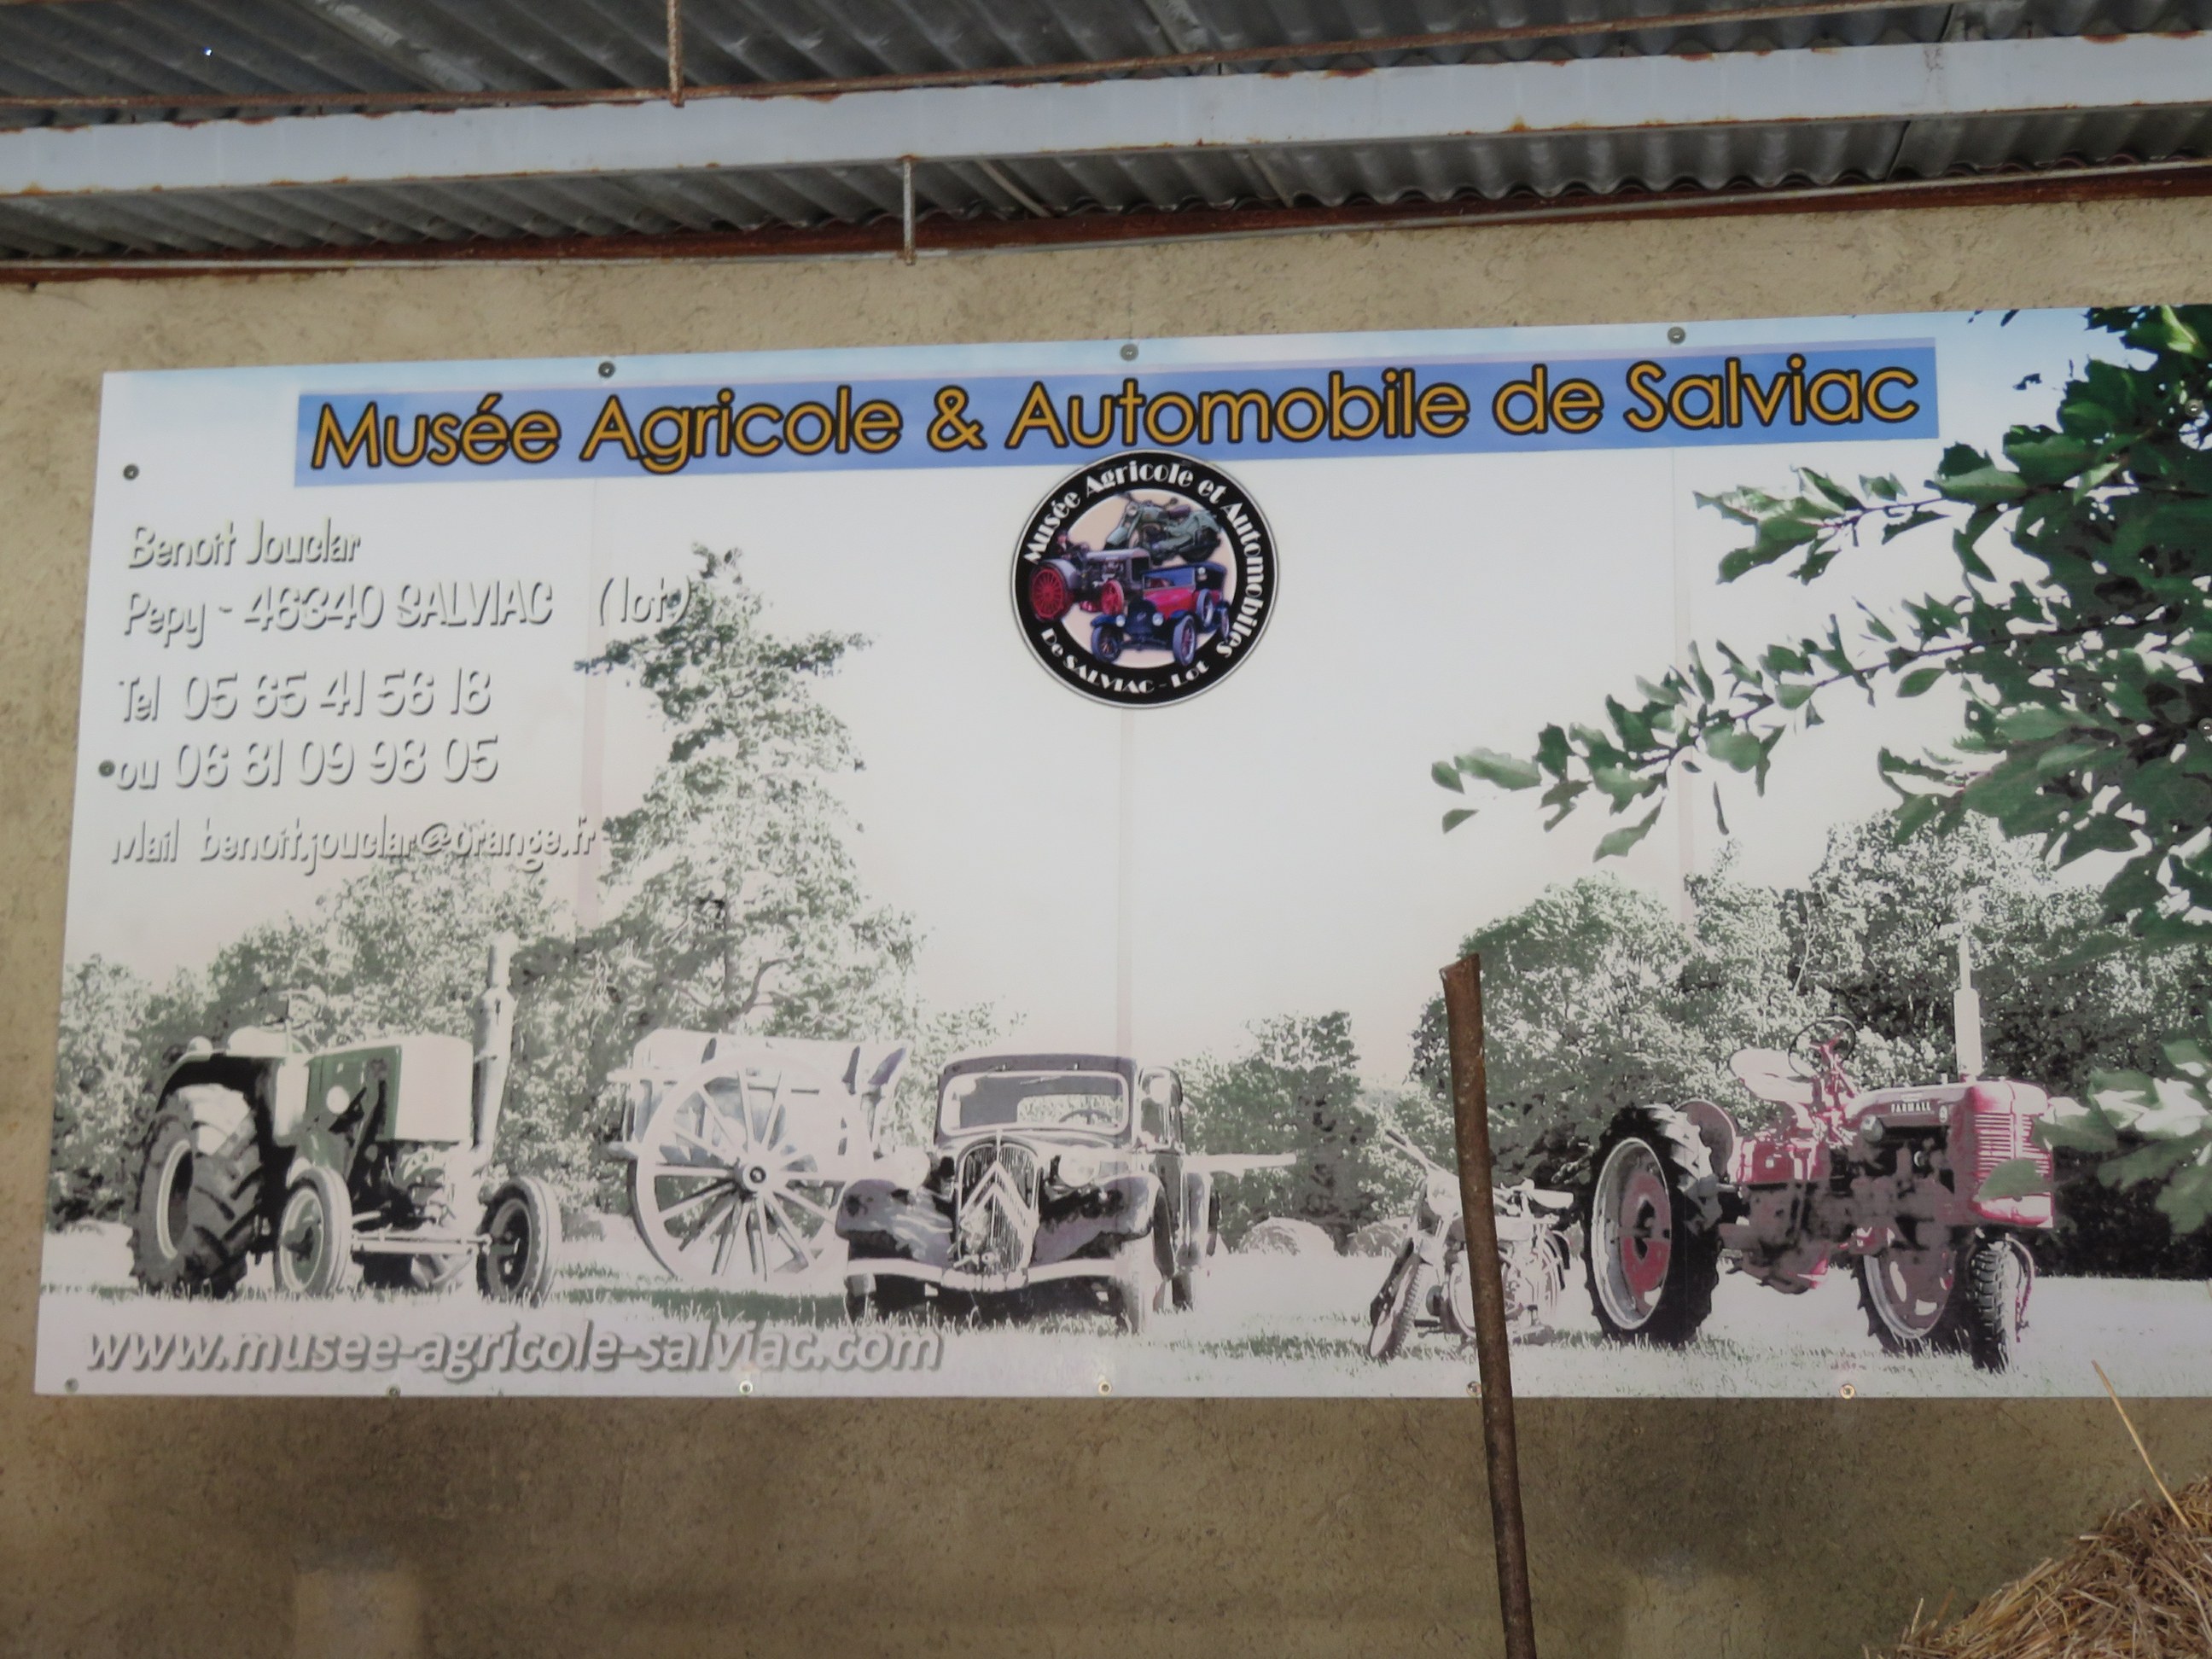 Musée Agricole & Automobile de Salviac
Musée Agricole et Automobiles
De SALVIAC - Lot
Benoit Jouclar
Pepy - 46340 SALVIAC (lot)
Tel 05 65 41 56 18
ou 06 81 09 98 05
Mail benoit.jouclar@orange.fr
FARMALL
www.musee-agricole-salviac.com